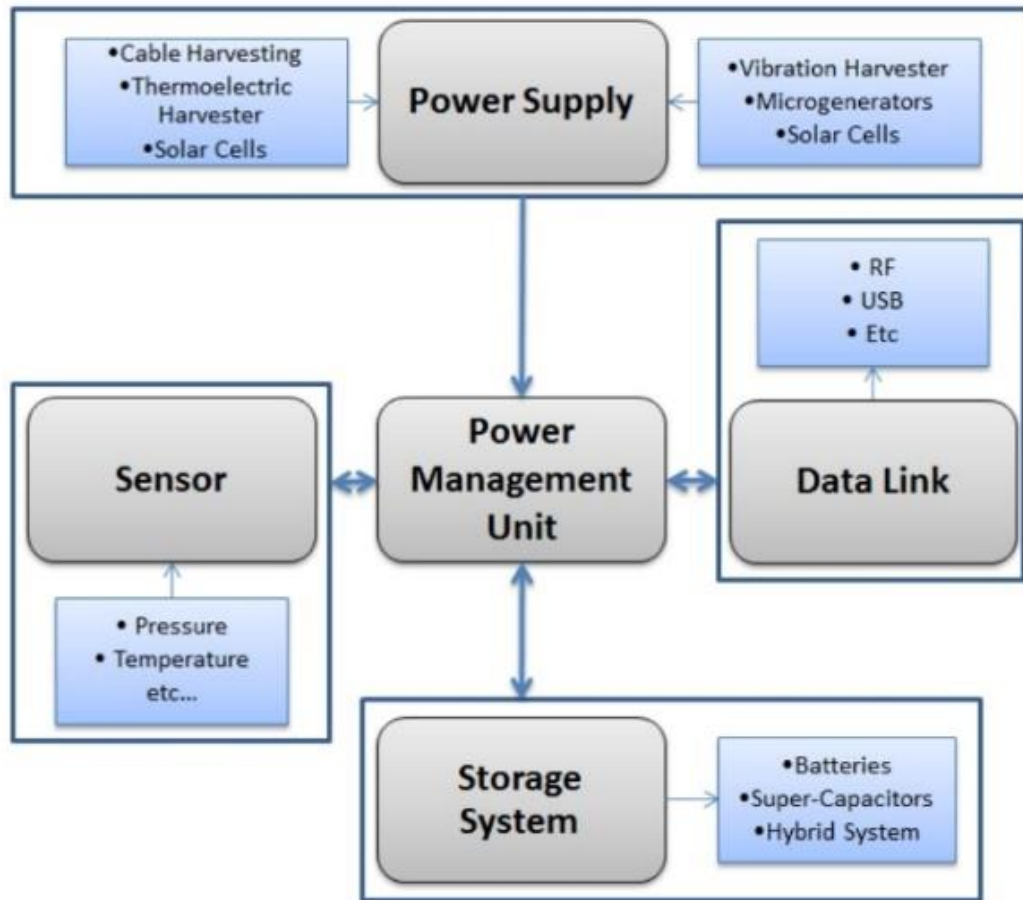 •Cable Harvesting
•Thermoelectric
Harvester
•Solar Cells
Power Supply
•Vibration Harvester
•Microgenerators
•Solar Cells
• RF
• USB
• Etc
Sensor
Power
Management
Unit
Data Link
• Pressure
• Temperature
etc...
Storage
System
•Batteries
•Super-Capacitors
•Hybrid System